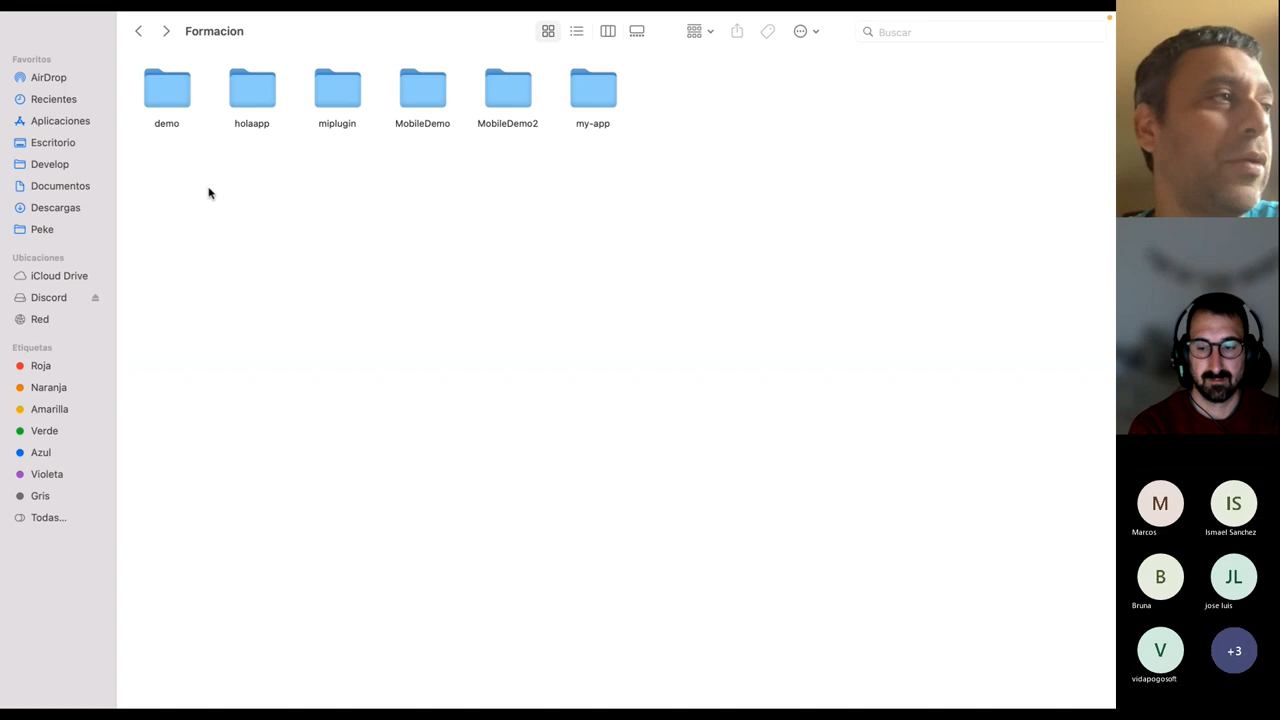 Formacion
Buscar
Favoritos
AirDrop
Recientes
Aplicaciones
Escritorio
Develop
Documentos
Descargas
Peke
Ubicaciones
iCloud Drive
Discord
Red
Etiquetas
Roja
Naranja
Amarilla
Verde
Azul
Violeta
Gris
Todas...
demo
holaapp
miplugin
MobileDemo
MobileDemo2
my-app
M
Marcos
IS
Ismael Sanchez
B
Bruna
JL
jose luis
V
vidapogosoft
+3